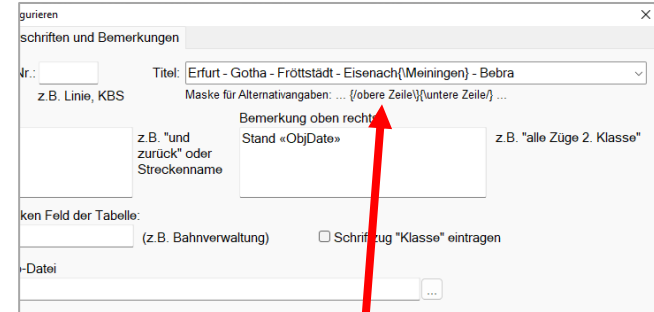 gurieren
schriften und Bemerkungen
Nr.: Titel: Erfurt - Gotha - Fröttstädt - Eisenach{\Meiningen} - Bebra
z.B. Linie, KBS Maske für Alternativangaben: ... {/obere Zeile\}{\untere Zeile/} ...
Bemerkung oben rechts
z.B. "und Stand «ObjDate» z.B. "alle Züge 2. Klasse"
zurück" oder
Streckenname
ken Feld der Tabelle:
(z.B. Bahnverwaltung) Schriftzug "Klasse" eintragen
o-Datei
...